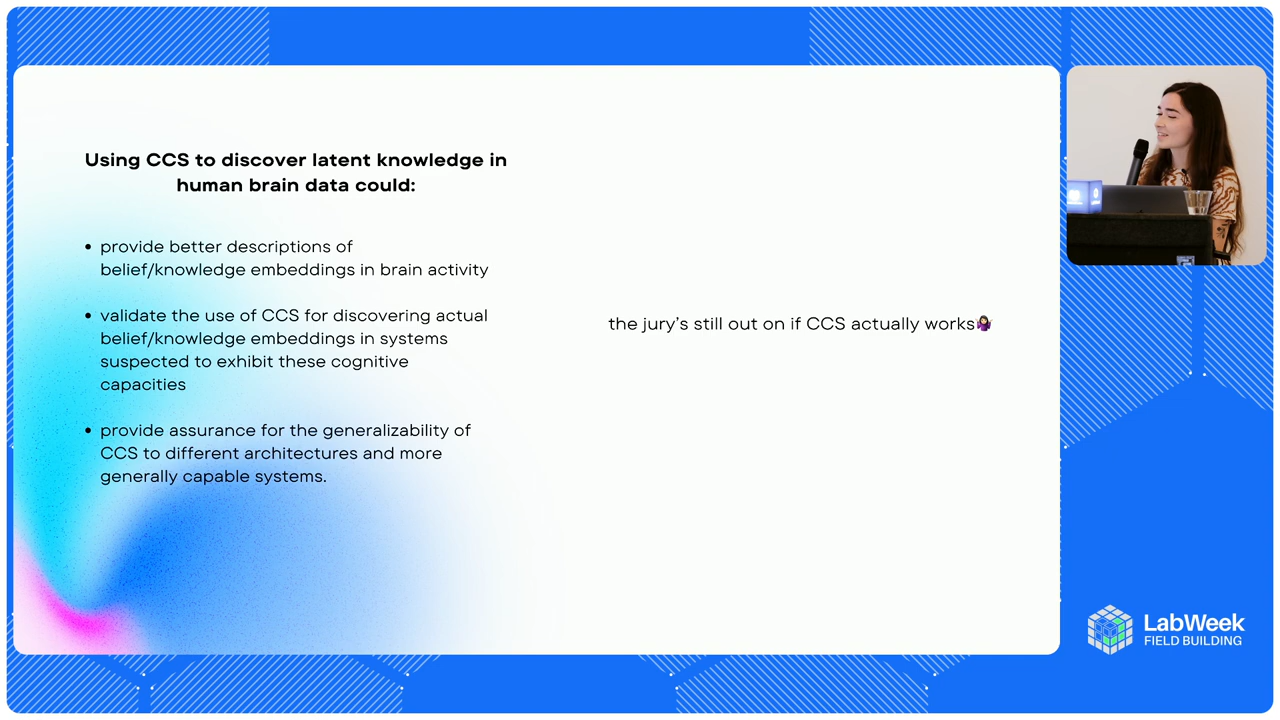 Using CCS to discover latent knowledge in
human brain data could:
• provide better descriptions of
belief/knowledge embeddings in brain activity
• validate the use of CCS for discovering actual
belief/knowledge embeddings in systems
suspected to exhibit these cognitive
capacities
• provide assurance for the generalizability of
CCS to different architectures and more
generally capable systems.
the jury's still out on if CCS actually works🤷🏻‍♀️
LabWeek
FIELD BUILDING